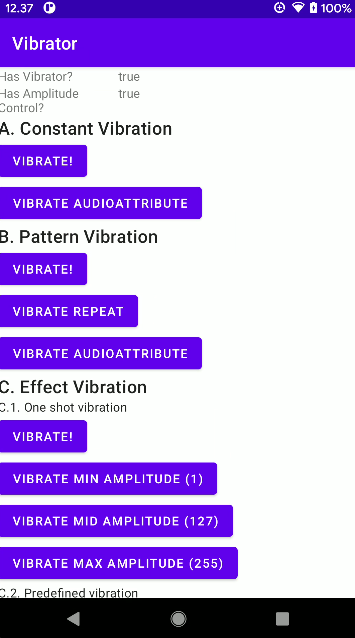 12.37
100%
Vibrator
Has Vibrator? true
Has Amplitude true
Control?
A. Constant Vibration
VIBRATE!
VIBRATE AUDIOATTRIBUTE
B. Pattern Vibration
VIBRATE!
VIBRATE REPEAT
VIBRATE AUDIOATTRIBUTE
C. Effect Vibration
C.1. One shot vibration
VIBRATE!
VIBRATE MIN AMPLITUDE (1)
VIBRATE MID AMPLITUDE (127)
VIBRATE MAX AMPLITUDE (255)
C.2. Predefined vibration